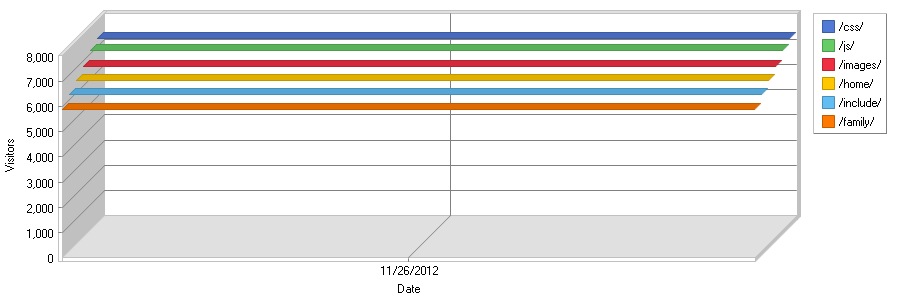 /css/
/js/
/images/
/home/
/include/
/family/
8,000
7,000
6,000
5,000
4,000
3,000
2,000
1,000
0
Visitors
11/26/2012
Date